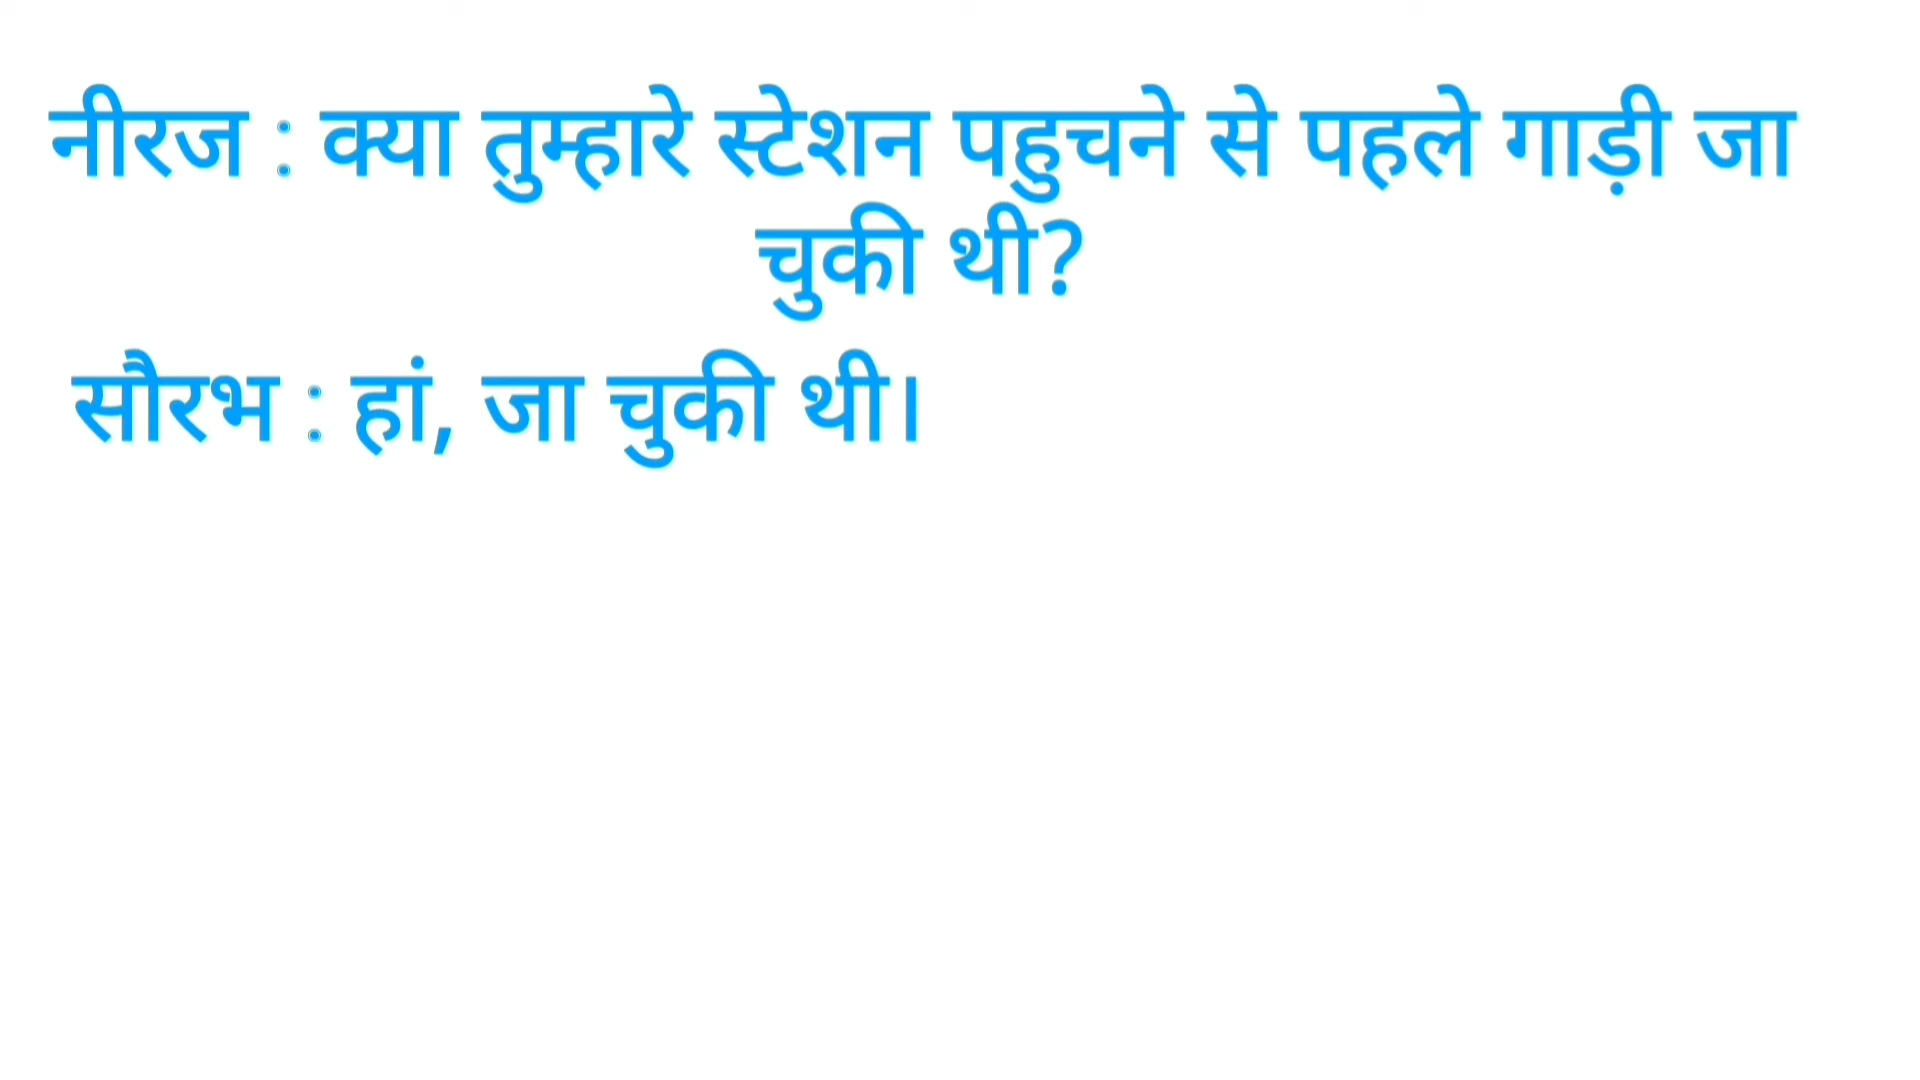 नीरज : क्या तुम्हारे स्टेशन पहुचने से पहले गाड़ी जा
चुकी थी?
सौरभ : हां, जा चुकी थी।